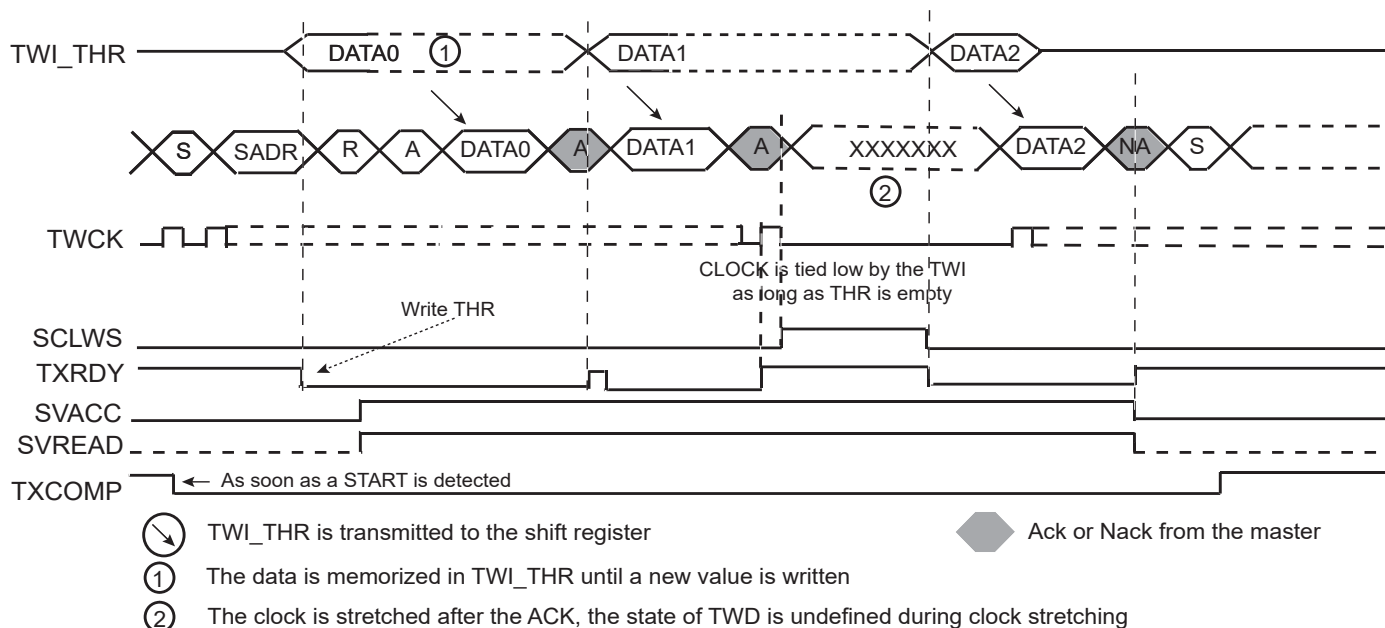 TWI_THR DATA0 1 DATA1 DATA2
S SADR R A DATA0 A DATA1 A XXXXXXX DATA2 NA S
2
TWCK
CLOCK is tied low by the TWI
as long as THR is empty
Write THR
SCLWS
TXRDY
SVACC
SVREAD
TXCOMP As soon as a START is detected
TWI_THR is transmitted to the shift register Ack or Nack from the master
1 The data is memorized in TWI_THR until a new value is written
2 The clock is stretched after the ACK, the state of TWD is undefined during clock stretching